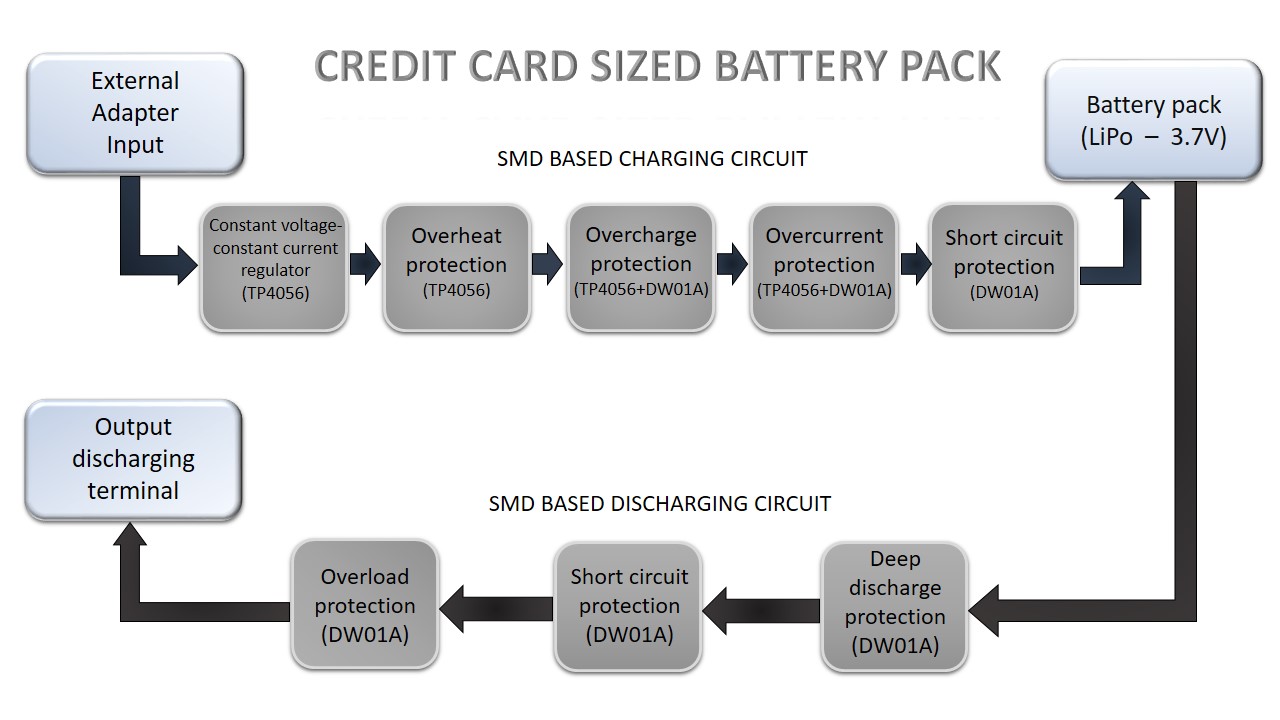 CREDIT CARD SIZED BATTERY PACK
External
Adapter
Input
Battery pack
(LiPo – 3.7V)
SMD BASED CHARGING CIRCUIT
Constant voltage-
constant current
regulator
(TP4056)
Overheat
protection
(TP4056)
Overcharge
protection
(TP4056+DW01A)
Overcurrent
protection
(TP4056+DW01A)
Short circuit
protection
(DW01A)
Output
discharging
terminal
SMD BASED DISCHARGING CIRCUIT
Overload
protection
(DW01A)
Short circuit
protection
(DW01A)
Deep
discharge
protection
(DW01A)